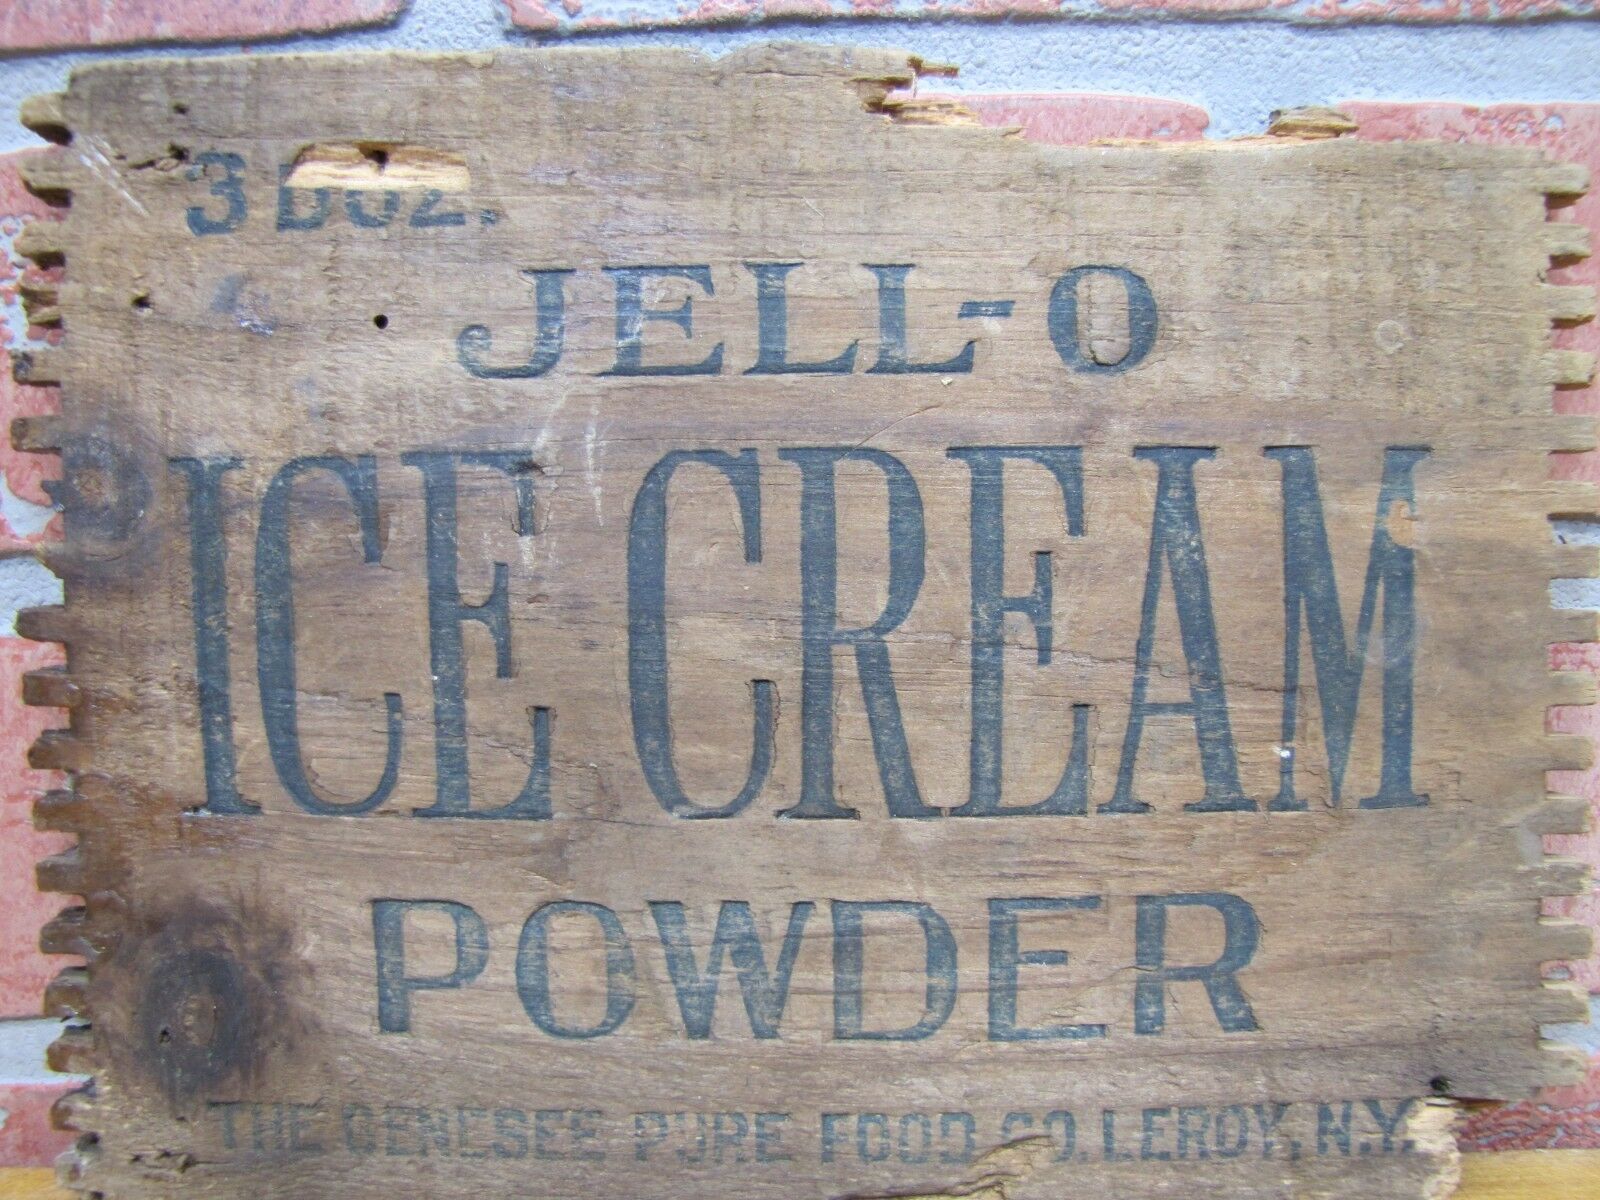 3 Doz.
JELL-O
ICE CREAM
POWDER
THE GENESEE PURE FOOD CO. LEROY, N.Y.